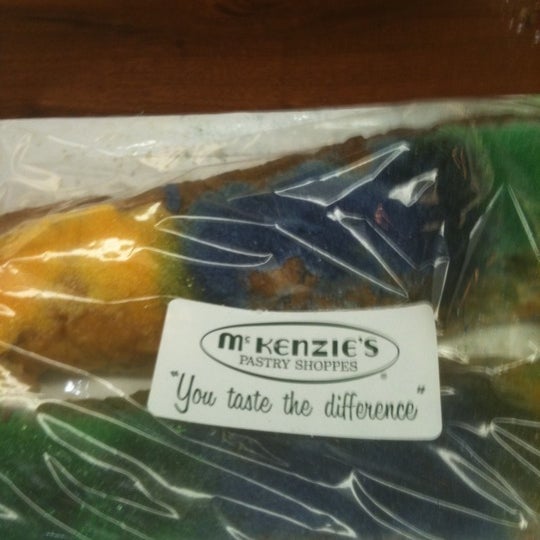 McKENZIE'S
PASTRY SHOPPES
®
"You taste the difference"